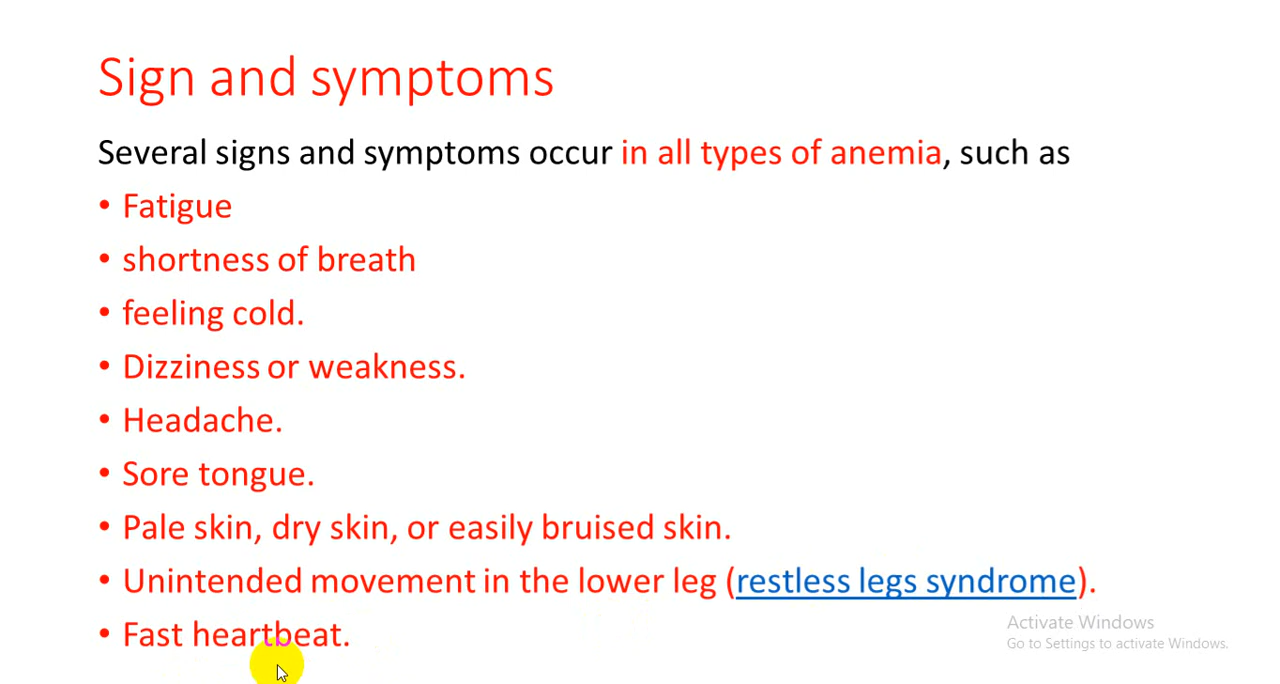 Sign and symptoms
Several signs and symptoms occur in all types of anemia, such as
• Fatigue
• shortness of breath
• feeling cold.
• Dizziness or weakness.
• Headache.
• Sore tongue.
• Pale skin, dry skin, or easily bruised skin.
• Unintended movement in the lower leg (restless legs syndrome).
• Fast heartbeat.
Activate Windows
Go to Settings to activate Windows.